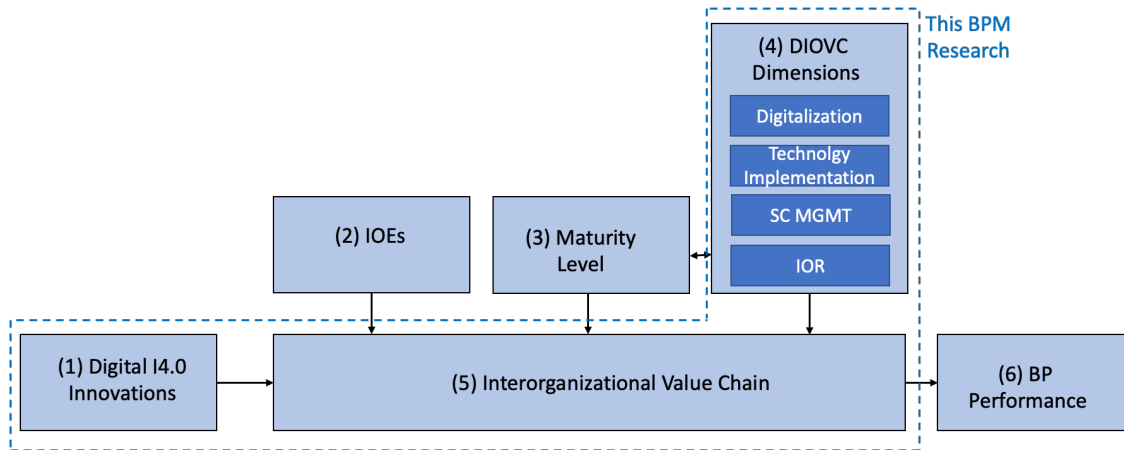 This BPM
Research
(4) DIOVC
Dimensions
Digitalization
Technolgy
Implementation
SC MGMT
IOR
(2) IOEs
(3) Maturity
Level
(1) Digital I4.0
Innovations
(5) Interorganizational Value Chain
(6) BP
Performance